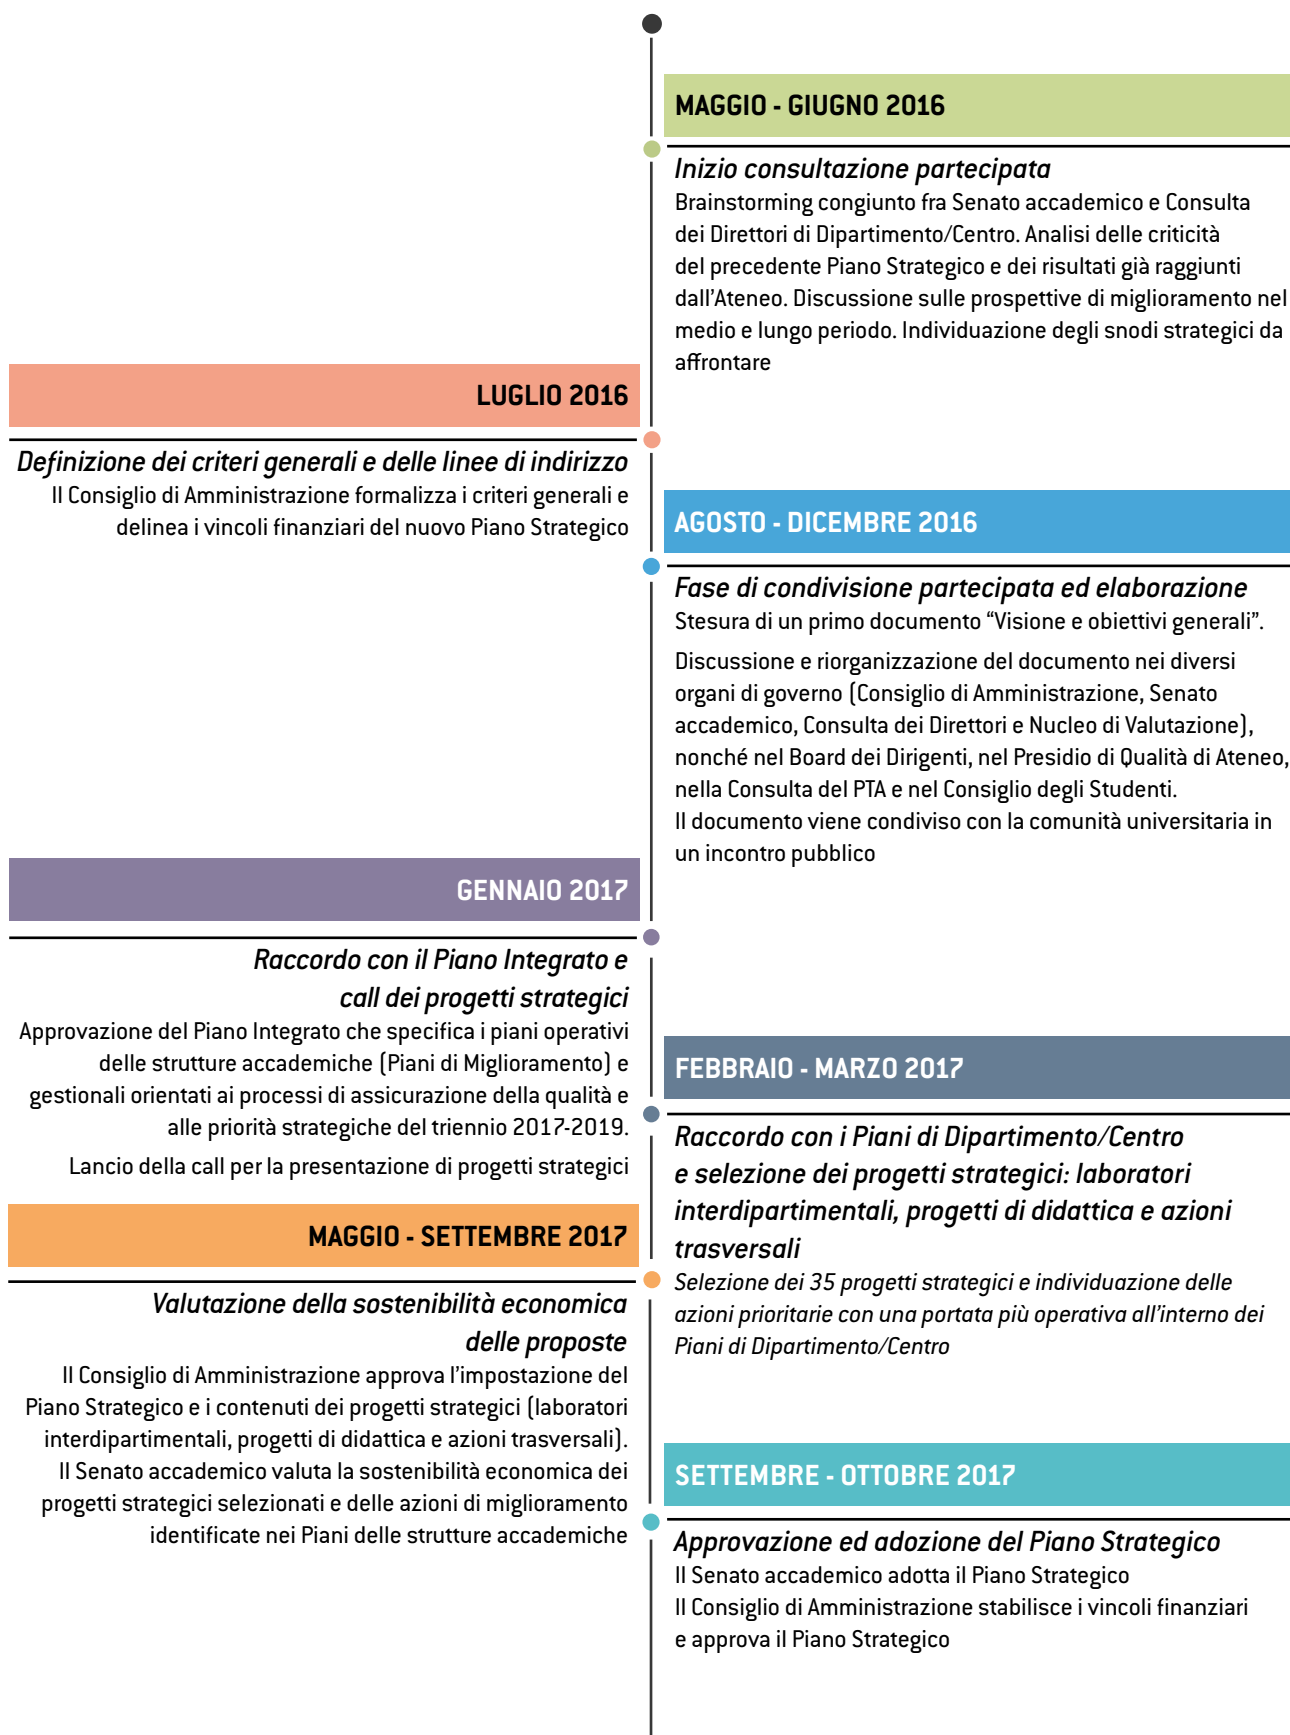 MAGGIO - GIUGNO 2016
Inizio consultazione partecipata
Brainstorming congiunto fra Senato accademico e Consulta
dei Direttori di Dipartimento/Centro. Analisi delle criticità
del precedente Piano Strategico e dei risultati già raggiunti
dall’Ateneo. Discussione sulle prospettive di miglioramento nel
medio e lungo periodo. Individuazione degli snodi strategici da
affrontare
LUGLIO 2016
Definizione dei criteri generali e delle linee di indirizzo
Il Consiglio di Amministrazione formalizza i criteri generali e
delinea i vincoli finanziari del nuovo Piano Strategico
AGOSTO - DICEMBRE 2016
Fase di condivisione partecipata ed elaborazione
Stesura di un primo documento “Visione e obiettivi generali”.
Discussione e riorganizzazione del documento nei diversi
organi di governo (Consiglio di Amministrazione, Senato
accademico, Consulta dei Direttori e Nucleo di Valutazione),
nonché nel Board dei Dirigenti, nel Presidio di Qualità di Ateneo,
nella Consulta del PTA e nel Consiglio degli Studenti.
Il documento viene condiviso con la comunità universitaria in
un incontro pubblico
GENNAIO 2017
Raccordo con il Piano Integrato e
call dei progetti strategici
Approvazione del Piano Integrato che specifica i piani operativi
delle strutture accademiche (Piani di Miglioramento) e
gestionali orientati ai processi di assicurazione della qualità e
alle priorità strategiche del triennio 2017-2019.
Lancio della call per la presentazione di progetti strategici
FEBBRAIO - MARZO 2017
Raccordo con i Piani di Dipartimento/Centro
e selezione dei progetti strategici: laboratori
interdipartimentali, progetti di didattica e azioni
trasversali
Selezione dei 35 progetti strategici e individuazione delle
azioni prioritarie con una portata più operativa all’interno dei
Piani di Dipartimento/Centro
MAGGIO - SETTEMBRE 2017
Valutazione della sostenibilità economica
delle proposte
Il Consiglio di Amministrazione approva l’impostazione del
Piano Strategico e i contenuti dei progetti strategici (laboratori
interdipartimentali, progetti di didattica e azioni trasversali).
Il Senato accademico valuta la sostenibilità economica dei
progetti strategici selezionati e delle azioni di miglioramento
identificate nei Piani delle strutture accademiche
SETTEMBRE - OTTOBRE 2017
Approvazione ed adozione del Piano Strategico
Il Senato accademico adotta il Piano Strategico
Il Consiglio di Amministrazione stabilisce i vincoli finanziari
e approva il Piano Strategico